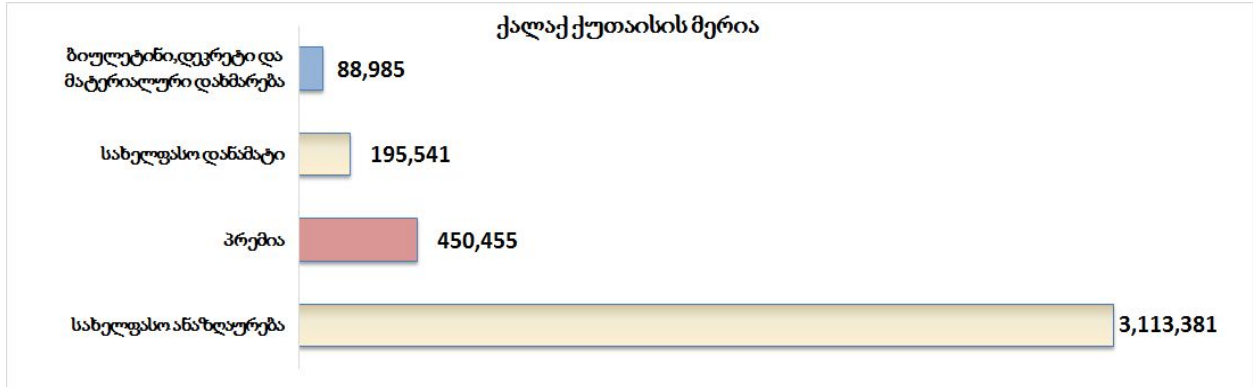 ქალაქ ქუთაისის მერია
ბიულეტინი,დეკრეტი და
მატერიალური დახმარება
88,985
სახელფასო დანამატი
195,541
პრემია
450,455
სახელფასო ანაზღაურება
3,113,381